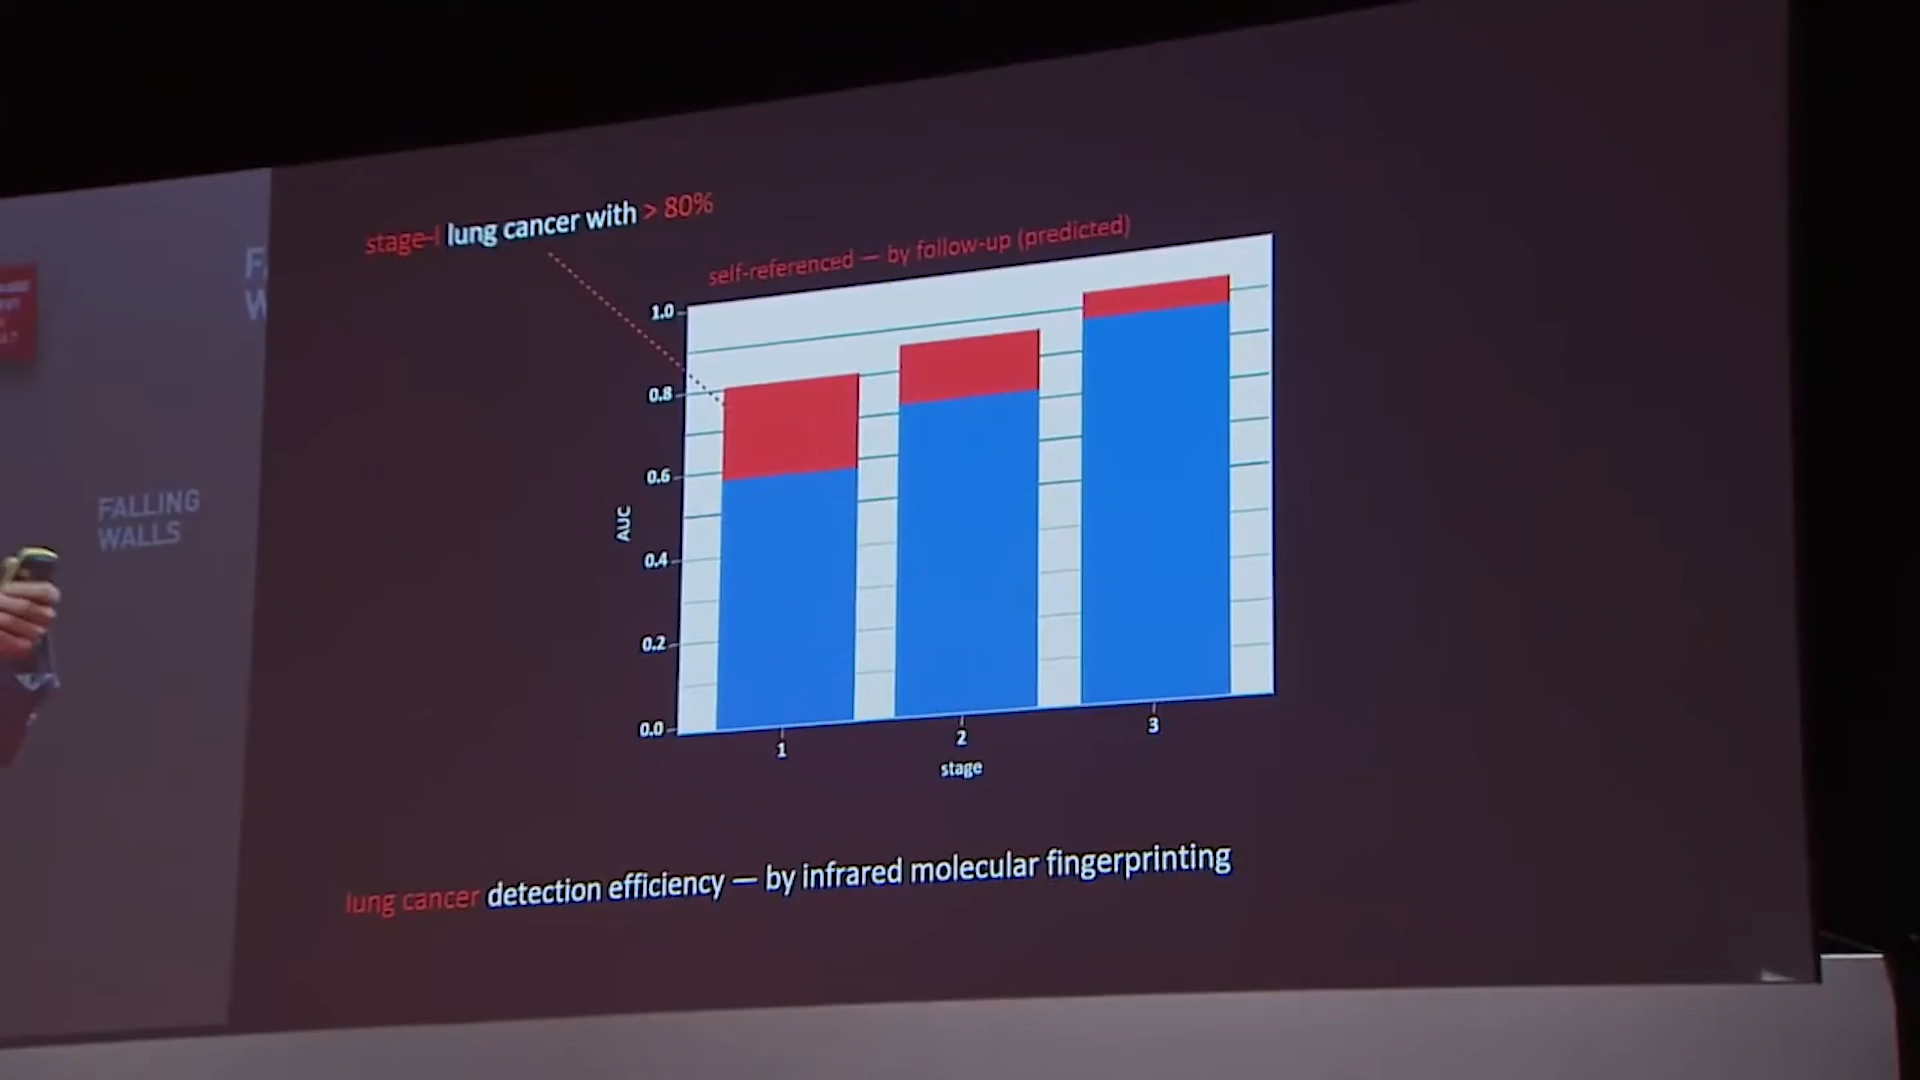 stage-I lung cancer with > 80%
self-referenced — by follow-up (predicted)
1.0
0.8
0.6
0.4
0.2
0.0
AUC
1
2
3
stage
lung cancer detection efficiency — by infrared molecular fingerprinting
FALLING
WALLS